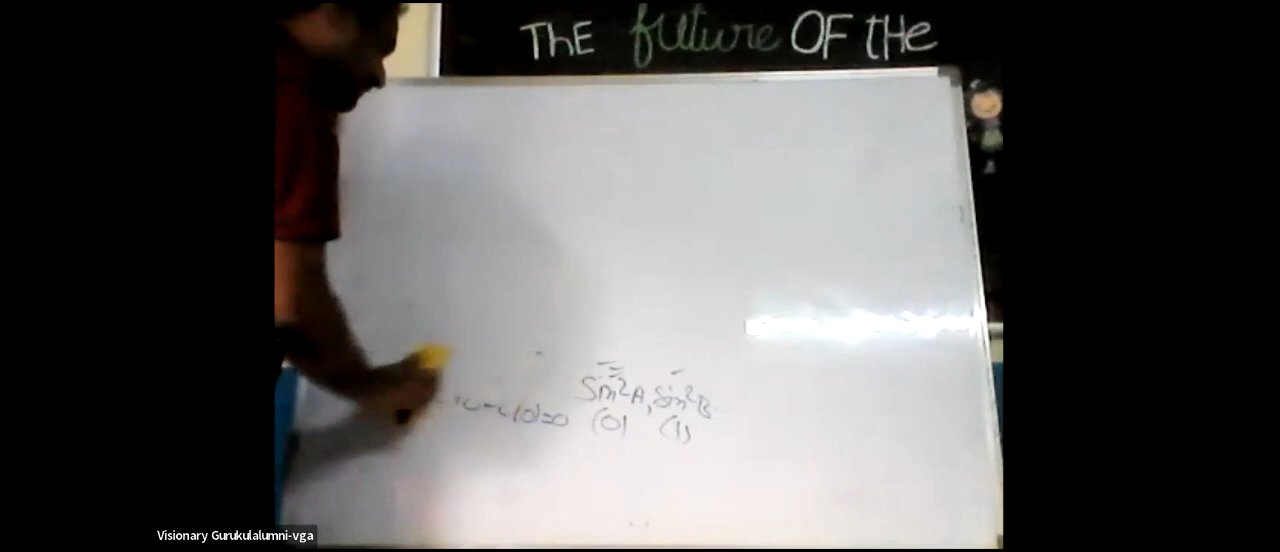 THE future OF THE
Sin²A, Sin²B
(0) (1)
Visionary Gurukulalumni-vga